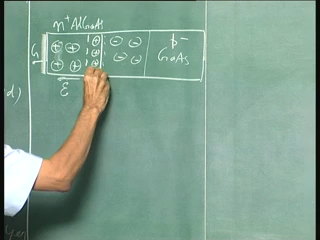 n⁺ AlGaAs
G ⊕ ⊕ ⊕ ⊖ ⊖ p⁻
⊕ GaAs
⊕ ⊕ ⊕ ⊖ ⊖
d) ε